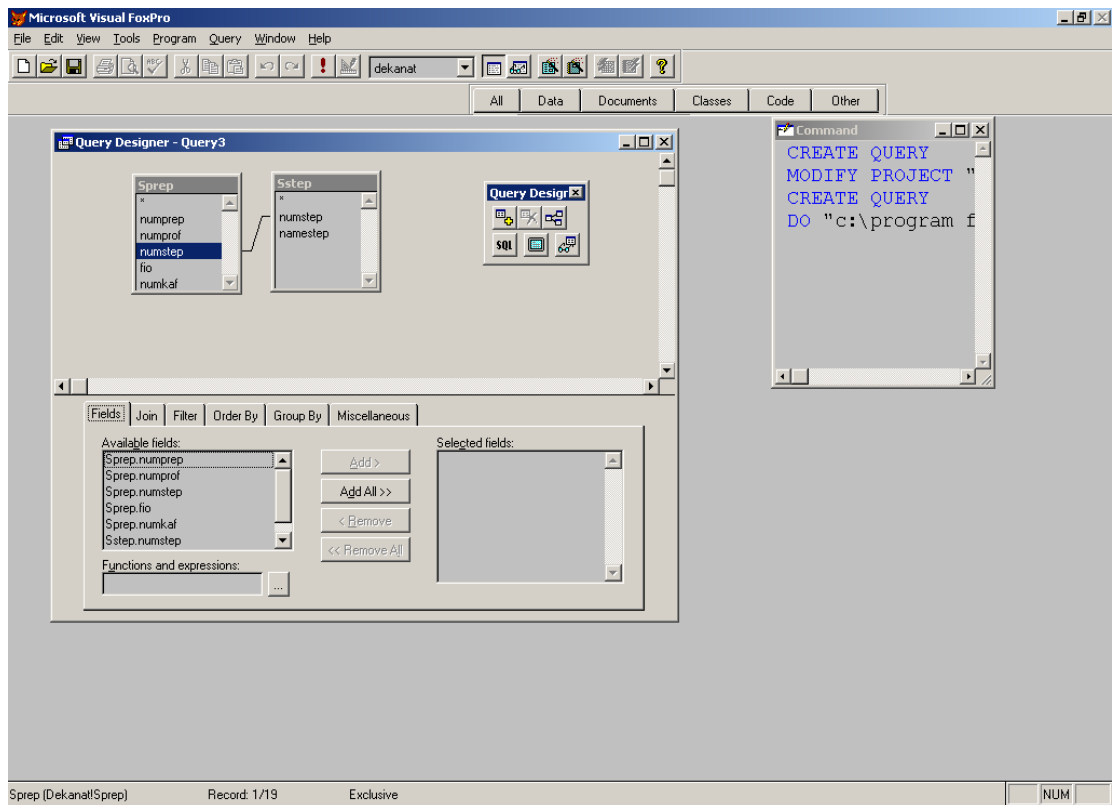 Microsoft Visual FoxPro
File Edit View Tools Program Query Window Help
dekanat
All Data Documents Classes Code Other
Query Designer - Query3
Sprep
*
numprep
numprof
numstep
fio
numkaf
Sstep
*
numstep
namestep
Query Design
SQL
Command
CREATE QUERY
MODIFY PROJECT "
CREATE QUERY
DO "c:\program f
Fields Join Filter Order By Group By Miscellaneous
Available fields:
Sprep.numprep
Sprep.numprof
Sprep.numstep
Sprep.fio
Sprep.numkaf
Sstep.numstep
Add >
Add All >>
< Remove
<< Remove All
Selected fields:
Functions and expressions:
...
Sprep (Dekanat!Sprep) Record: 1/19 Exclusive NUM